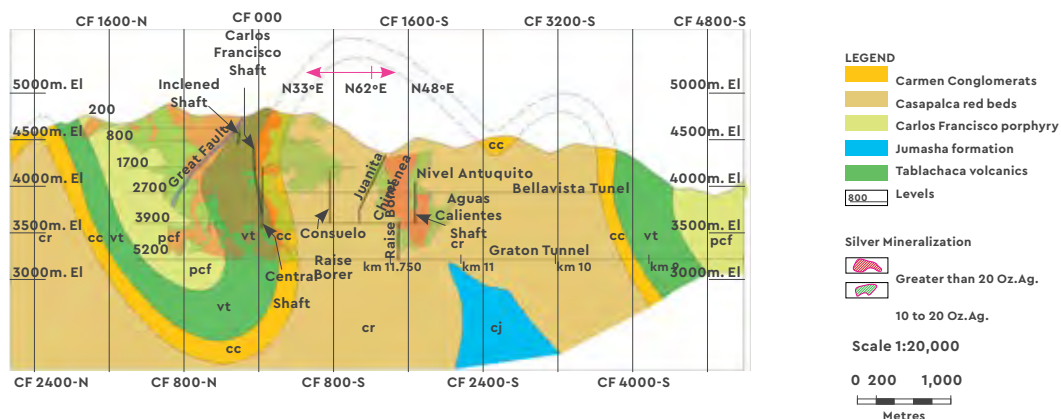 CF 1600-N
CF 000
CF 1600-S
CF 3200-S
CF 4800-S
Carlos
Francisco
Shaft
Inclened
Shaft
N33ºE
N62ºE
N48ºE
5000m. El
5000m. El
200
4500m. El
800
cc
4500m. El
Great Fault
1700
Juanita
Chimenea
Nivel Antuquito
4000m. El
2700
Bellavista Tunel
4000m. El
Aguas
Calientes
Shaft
3500m. El
3900
Consuelo
3500m. El
cr
cc
vt
pcf
vt
cc
cr
cc
vt
pcf
5200
Raise
Borer
Raise Borer
Graton Tunnel
3000m. El
pcf
Central
Shaft
km 11.750
km 11
km 10
km 9
3000m. El
vt
cr
cj
cc
CF 2400-N
CF 800-N
CF 800-S
CF 2400-S
CF 4000-S
LEGEND
Carmen Conglomerats
Casapalca red beds
Carlos Francisco porphyry
Jumasha formation
Tablachaca volcanics
800
Levels
Silver Mineralization
Greater than 20 Oz.Ag.
10 to 20 Oz.Ag.
Scale 1:20,000
0 200 1,000
Metres